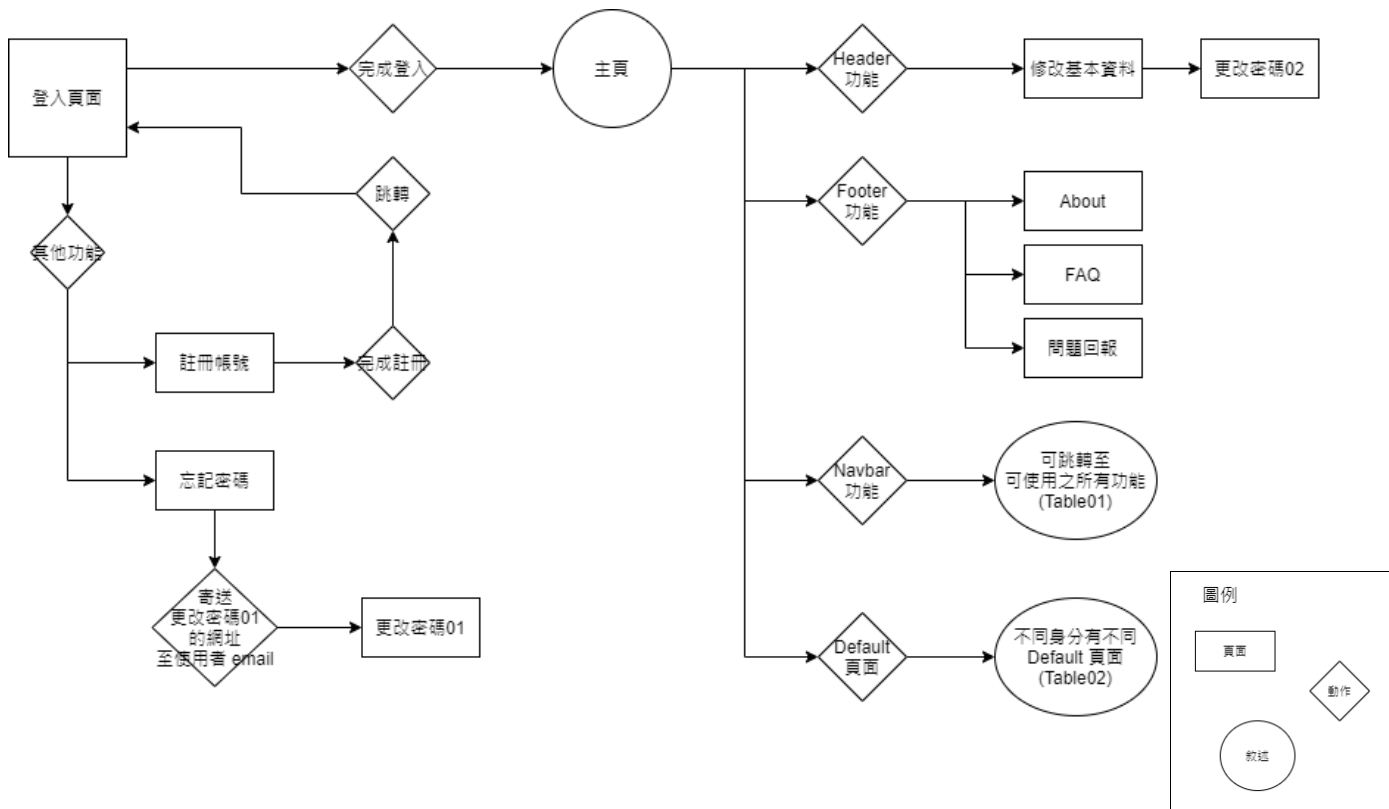 登入頁面
完成登入
主頁
Header
功能
修改基本資料
更改密碼02
跳轉
Footer
功能
About
其他功能
FAQ
註冊帳號
完成註冊
問題回報
忘記密碼
Navbar
功能
可跳轉至
可使用之所有功能
(Table01)
寄送
更改密碼01
的網址
至使用者 email
更改密碼01
Default
頁面
不同身分有不同
Default 頁面
(Table02)
圖例
頁面
動作
敘述